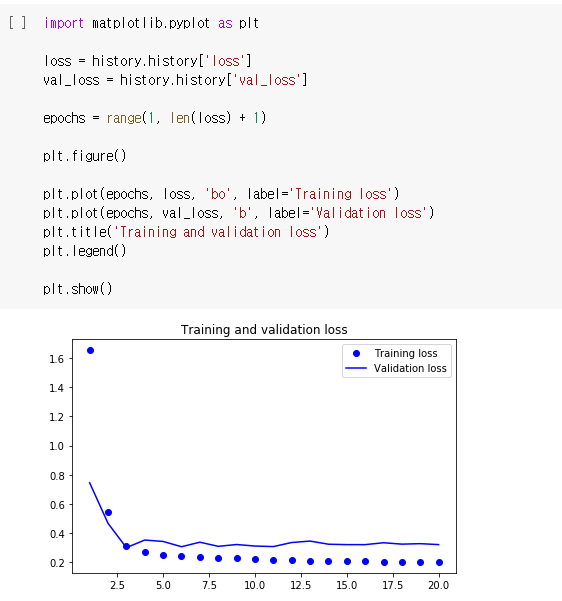 [ ] import matplotlib.pyplot as plt
loss = history.history['loss']
val_loss = history.history['val_loss']
epochs = range(1, len(loss) + 1)
plt.figure()
plt.plot(epochs, loss, 'bo', label='Training loss')
plt.plot(epochs, val_loss, 'b', label='Validation loss')
plt.title('Training and validation loss')
plt.legend()
plt.show()
Training and validation loss
Training loss
Validation loss
1.6
1.4
1.2
1.0
0.8
0.6
0.4
0.2
2.5 5.0 7.5 10.0 12.5 15.0 17.5 20.0